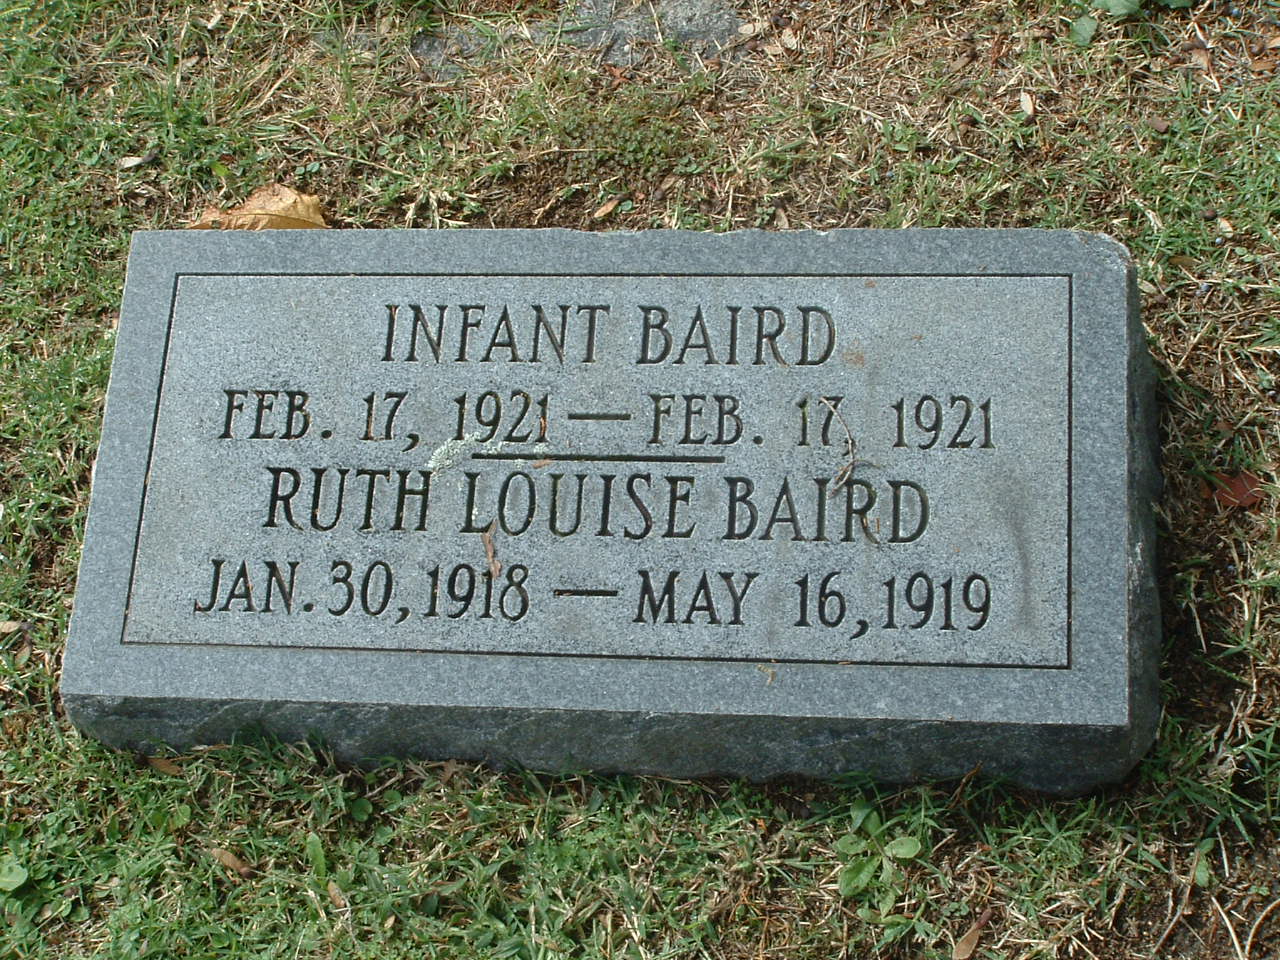 INFANT BAIRD
FEB. 17, 1921 — FEB. 17, 1921
RUTH LOUISE BAIRD
JAN. 30, 1918 — MAY 16, 1919